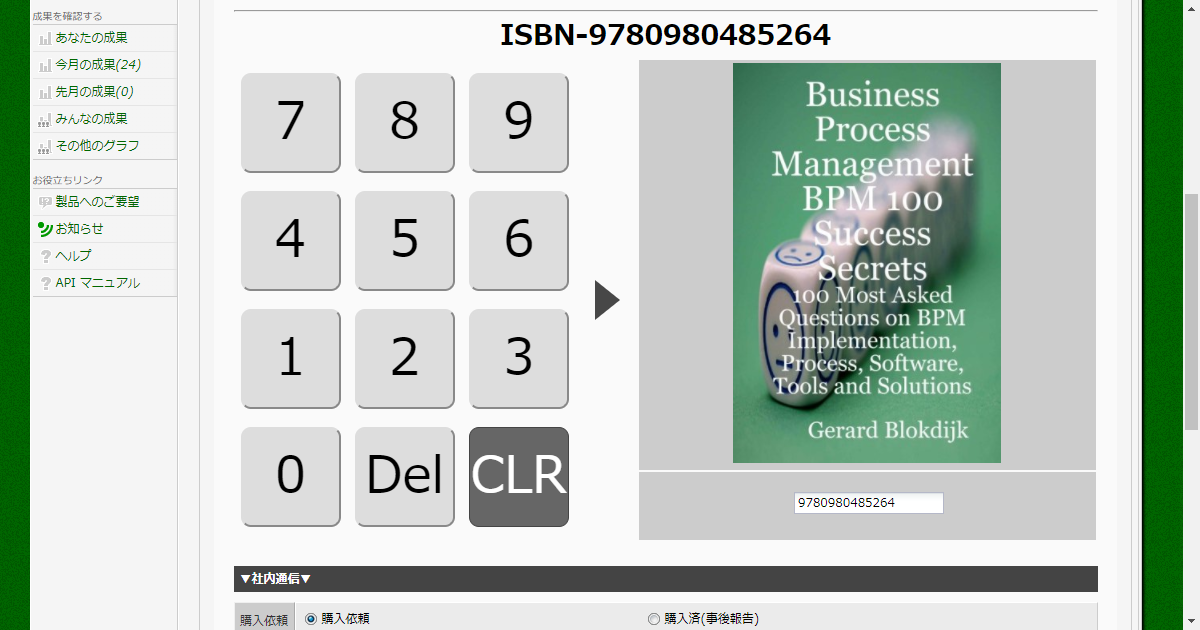 成果を確認する
あなたの成果
今月の成果(24)
先月の成果(0)
みんなの成果
その他のグラフ
お役立ちリンク
製品へのご要望
お知らせ
ヘルプ
API マニュアル
ISBN-9780980485264
7 8 9
4 5 6
1 2 3
0 Del CLR
Business
Process
Management
BPM 100
Success
Secrets
100 Most Asked
Questions on BPM
Implementation,
Process, Software,
Tools and Solutions
Gerard Blokdijk
9780980485264
▼社内通信▼
購入依頼 購入依頼 購入済(事後報告)